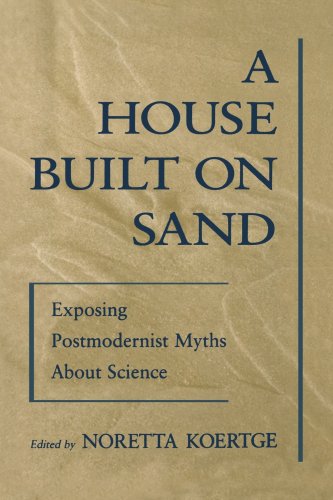 A
HOUSE
BUILT ON
SAND
Exposing
Postmodernist Myths
About Science
Edited by NORETTA KOERTGE